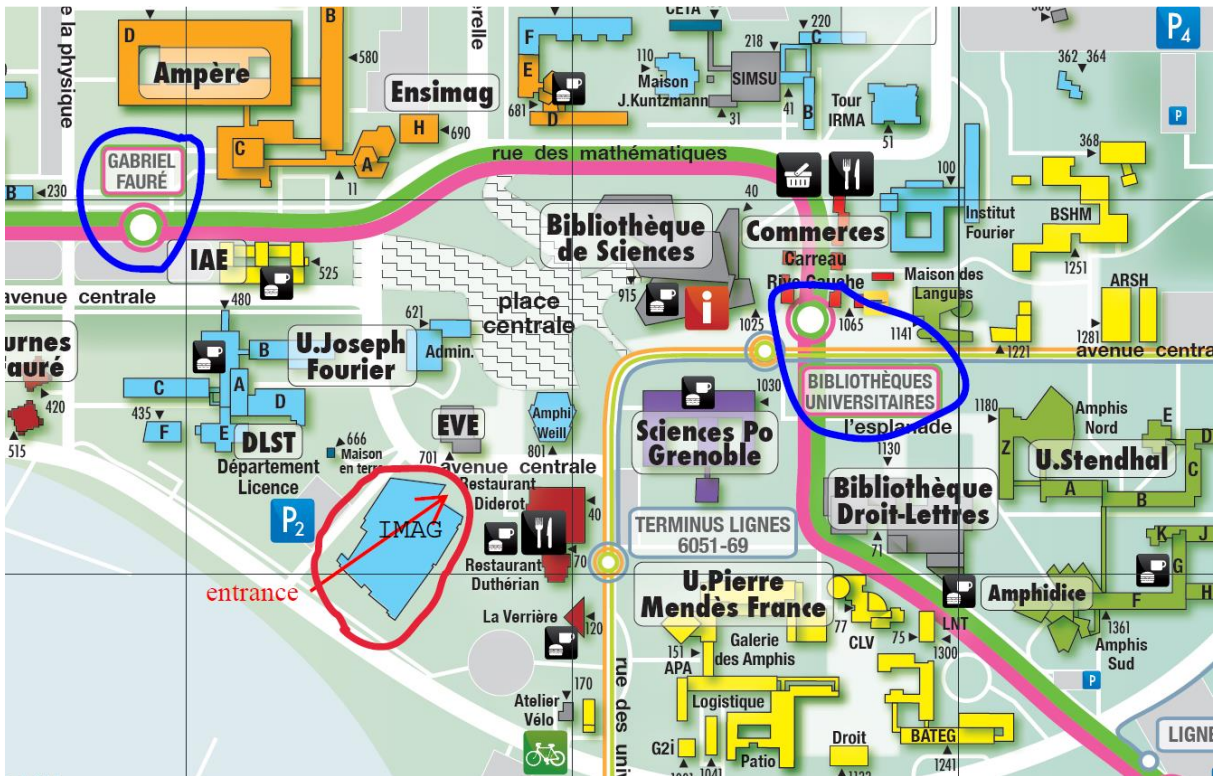 e la physique
D
B
580
Ampère
C
A
11
Ensimag
H
690
GABRIEL
FAURÉ
B
230
F
E
681
D
CETA
110
Maison
J.Kuntzmann
31
218
SIMSU
41
220
C
B
Tour
IRMA
51
P4
362
364
P
rue des mathématiques
100
Institut
Fourier
368
BSHM
1251
IAE
525
avenue centrale
place
centrale
Bibliothèque
de Sciences
40
915
i
1025
Commerces
Carreau
Rive Gauche
1065
Maison des
Langues
1141
1221
ARSH
1281
avenue centra
urnes
auré
420
515
480
B
C
A
D
435
F
E
DLST
Département
Licence
U.Joseph
Fourier
621
Admin.
EVE
701
Amphi
Weill
801
666
Maison
en terre
avenue centrale
Sciences Po
Grenoble
1030
BIBLIOTHÈQUES
UNIVERSITAIRES
l'esplanade
1130
Bibliothèque
Droit-Lettres
71
1180
Z
Amphis
Nord
E
D
C
U.Stendhal
A
B
P2
IMAG
entrance
Restaurant
Diderot
40
70
Restaurant
Duthérian
La Verrière
120
TERMINUS LIGNES
6051-69
U.Pierre
Mendès France
77
CLV
75
LNT
1300
Amphidice
K
J
G
F
H
1361
Amphis
Sud
P
170
Atelier
Vélo
rue des univ
151
APA
Galerie
des Amphis
Logistique
G2i
1041
Patio
Droit
BATEG
1241
LIGNE
P